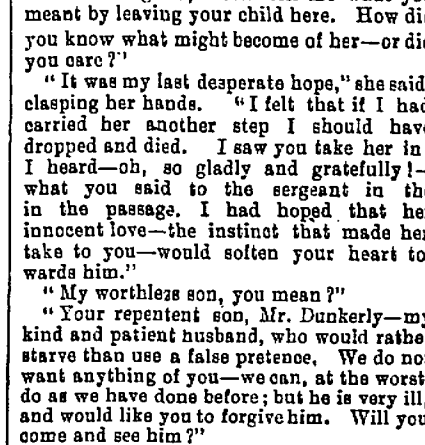 meant by leaving your child here. How di
you know what might become of her—or di
you care?"
"It was my last desperate hope," she said
clasping her hands. "I felt that if I had
carried her another step I should hav
dropped and died. I saw you take her in
I heard—oh, so gladly and gratefully!—
what you said to the sergeant in th
in the passage. I had hoped that he
innocent love—the instinct that made her
take to you—would soften your heart to-
wards him."
"My worthless son, you mean?"
"Your repentent son, Mr. Dunkerly—my
kind and patient husband, who would rathe
starve than use a false pretence. We do no
want anything of you—we can, at the worst
do as we have done before; but he is very ill,
and would like you to forgive him. Will you
come and see him?"